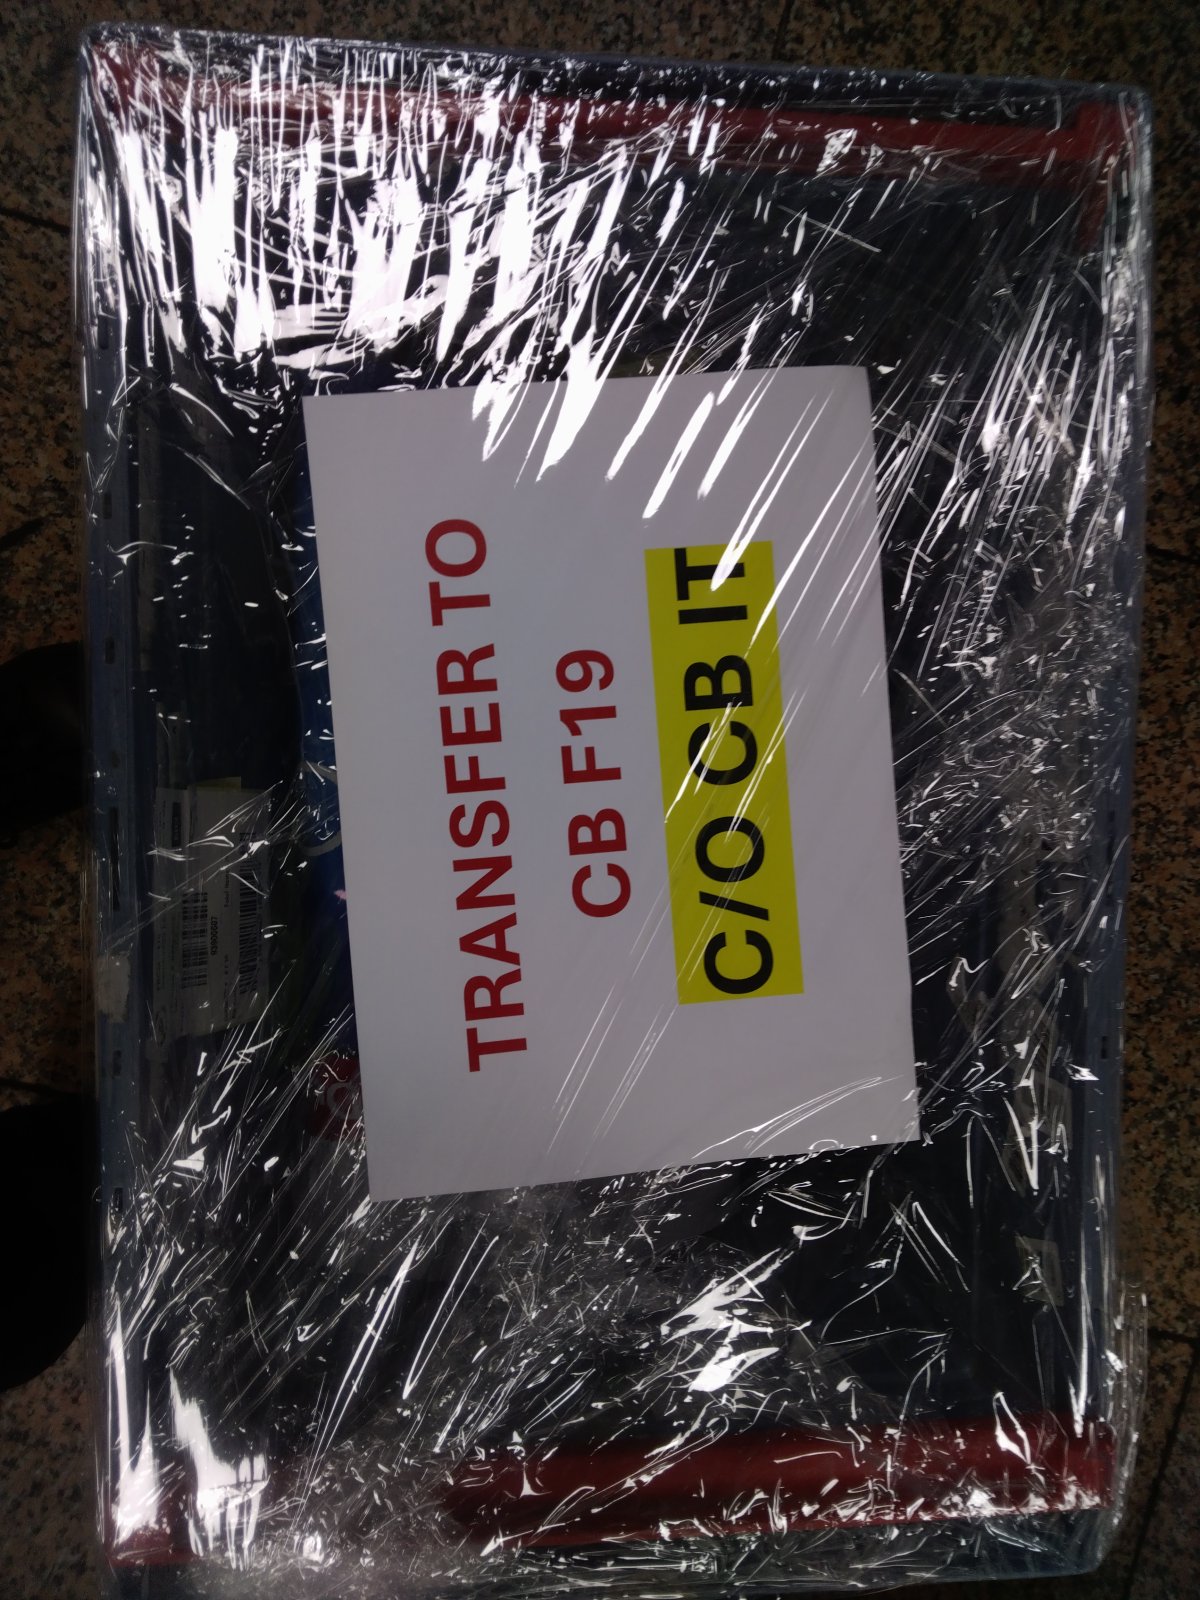 TRANSFER TO
CB F19
C/O CB IT